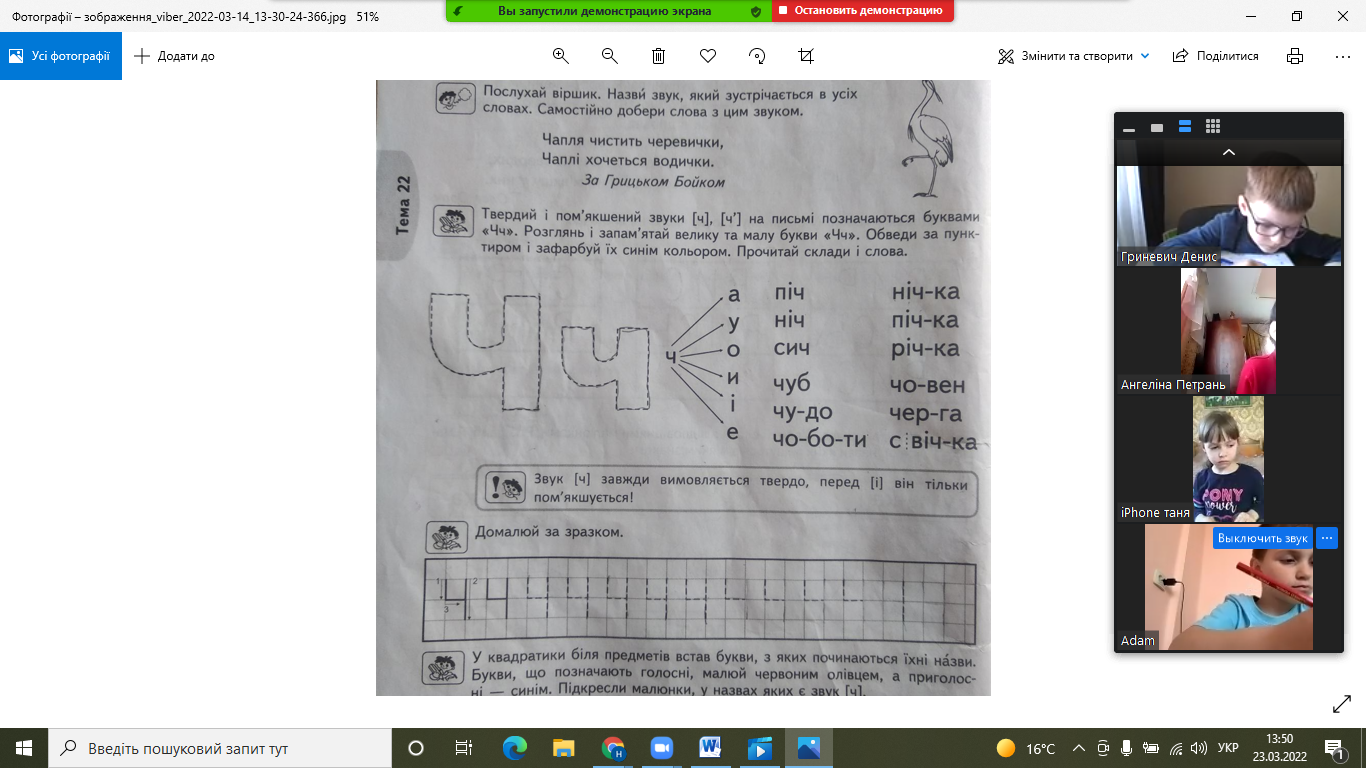 Фотографії – зображення_viber_2022-03-14_13-30-24-366.jpg 51%
Вы запустили демонстрацию экрана
Остановить демонстрацию
Усі фотографії
Додати до
Змінити та створити
Поділитися
Послухай віршик. Назви́ звук, який зустрічається в усіх
словах. Самостійно добери слова з цим звуком.
Чапля чистить черевички,
Чаплі хочеться водички.
За Грицьком Бойком
Тема 22
Твердий і пом'якшений звуки [ч], [ч'] на письмі позначаються буквами
«Чч». Розглянь і запам'ятай велику та малу букви «Чч». Обведи за пунк-
тиром і зафарбуй їх синім кольором. Прочитай склади і слова.
Ч ч
ч
а піч ніч-ка
у ніч піч-ка
о сич річ-ка
и чуб чо-вен
і чу-до чер-га
е чо-бо-ти с віч-ка
! Звук [ч] завжди вимовляється твердо, перед [і] він тільки
пом'якшується!
Домалюй за зразком.
1 2
3
У квадратики біля предметів встав букви, з яких починаються їхні на́зви.
Букви, що позначають голосні, малюй червоним олівцем, а приголос-
ні — синім. Підкресли малюнки, у назвах яких є звук [ч].
Гриневич Денис
Ангеліна Петрань
PONY
power
iPhone таня
Выключить звук
Adam
Введіть пошуковий запит тут
16°C
УКР
13:50
23.03.2022
1